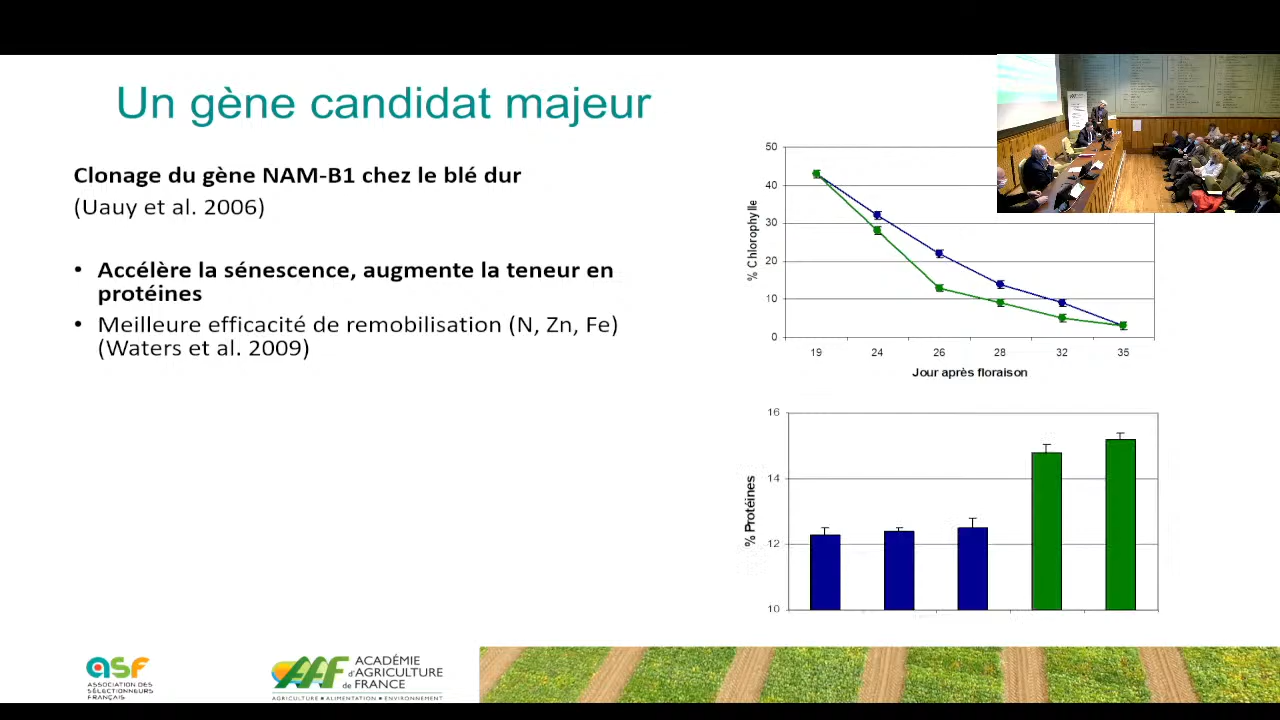 Un gène candidat majeur
Clonage du gène NAM-B1 chez le blé dur
(Uauy et al. 2006)
• Accélère la sénescence, augmente la teneur en
protéines
• Meilleure efficacité de remobilisation (N, Zn, Fe)
(Waters et al. 2009)
% Chlorophylle
50
40
30
20
10
0
19 24 26 28 32 35
Jour après floraison
% Protéines
16
14
12
10
asf
ASSOCIATION DES
SÉLECTIONNEURS
FRANÇAIS
AAF
ACADÉMIE
d'AGRICULTURE
de FRANCE
AGRICULTURE • ALIMENTATION • ENVIRONNEMENT